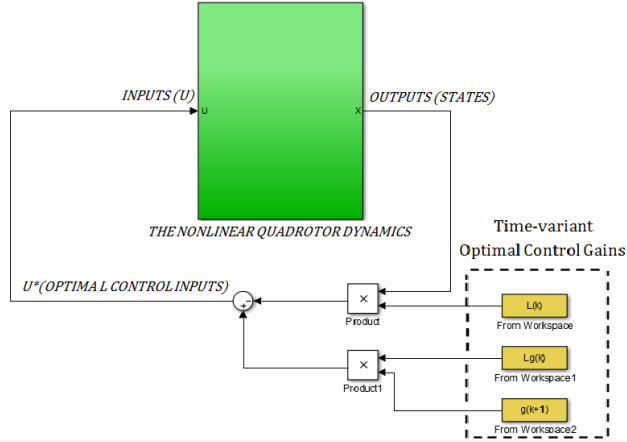 INPUTS (U)
OUTPUTS (STATES)
U
X
THE NONLINEAR QUADROTOR DYNAMICS
Time-variant
Optimal Control Gains
U*(OPTIMA L CONTROL INPUTS)
+
−
×
Product
L(k)
From Workspace
×
Product1
Lg(k)
From Workspace1
g(k+1)
From Workspace2